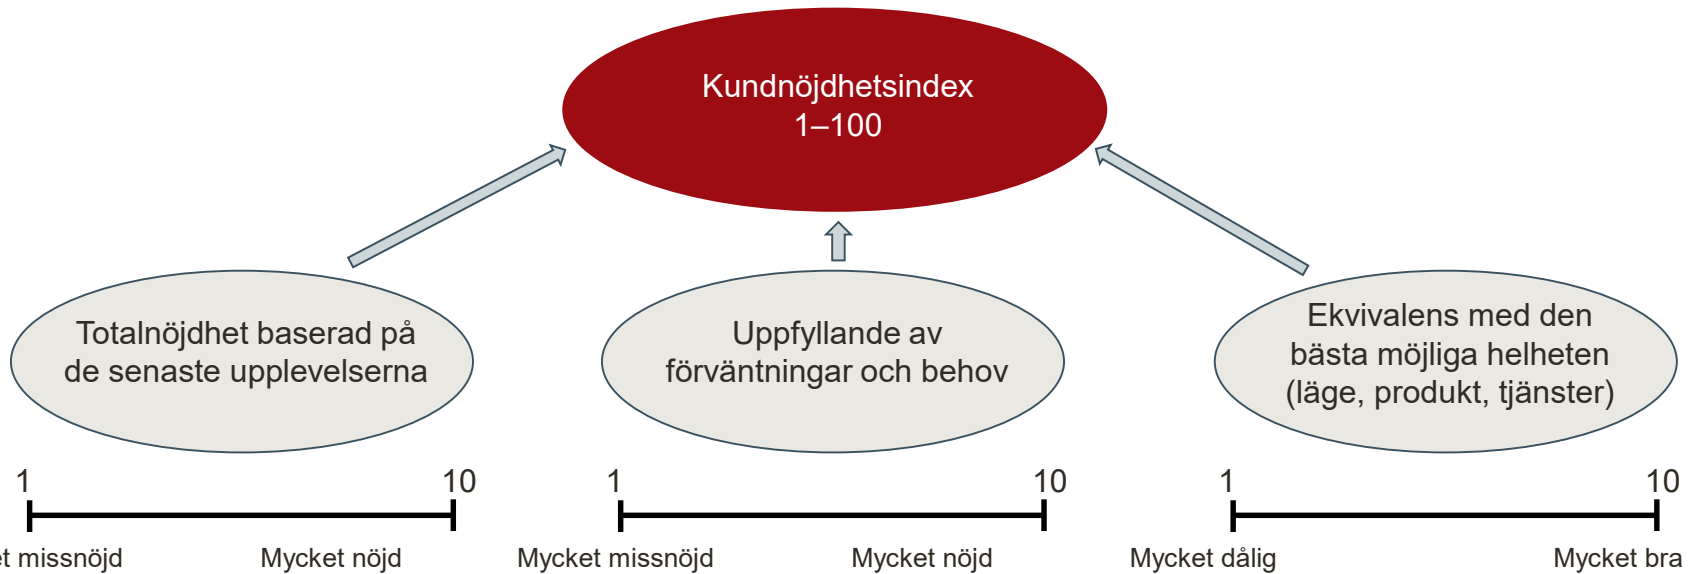 Kundnöjdhetsindex
1–100
Totalnöjdhet baserad på
de senaste upplevelserna
Uppfyllande av
förväntningar och behov
Ekvivalens med den
bästa möjliga helheten
(läge, produkt, tjänster)
1 10
1 10
1 10
et missnöjd Mycket nöjd
Mycket missnöjd Mycket nöjd
Mycket dålig Mycket bra